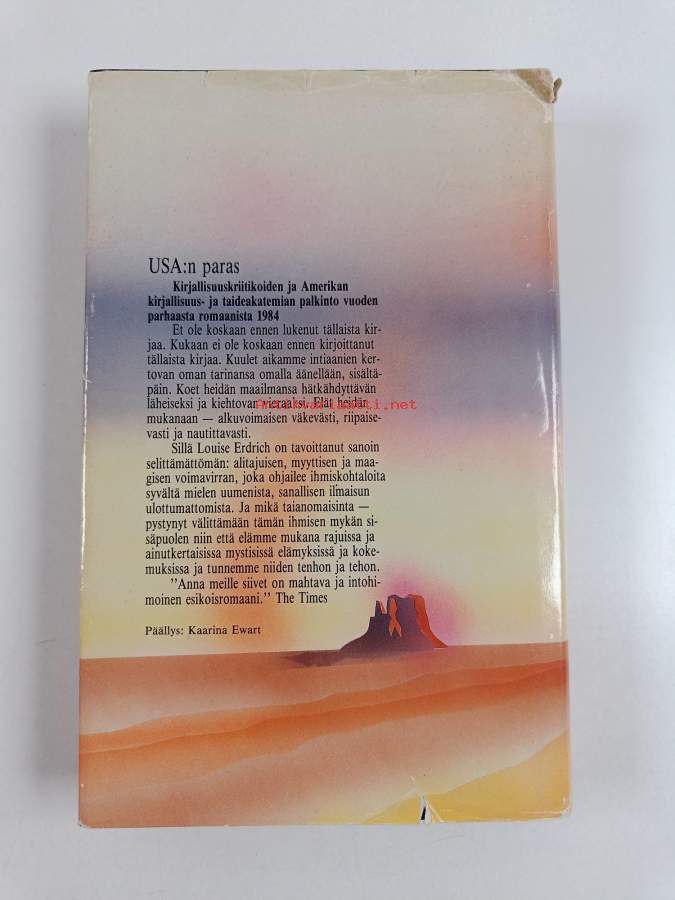 USA:n paras
Kirjallisuuskriitikoiden ja Amerikan
kirjallisuus- ja taideakatemian palkinto vuoden
parhaasta romaanista 1984
Et ole koskaan ennen lukenut tällaista kir-
jaa. Kukaan ei ole koskaan ennen kirjoittanut
tällaista kirjaa. Kuulet aikamme intiaanien ker-
tovan oman tarinansa omalla äänellään, sisältä-
päin. Koet heidän maailmansa hätkähdyttävän
läheiseksi ja kiehtovan vieraaksi. Elät heidän
Antikvariaatti.net
mukanaan — alkuvoimaisen väkevästi, riipaise-
vasti ja nautittavasti.
Sillä Louise Erdrich on tavoittanut sanoin
selittämättömän: alitajuisen, myyttisen ja maa-
gisen voimavirran, joka ohjailee ihmiskohtaloita
syvältä mielen uumenista, sanallisen ilmaisun
ulottumattomista. Ja mikä taianomaisinta —
pystynyt välittämään tämän ihmisen mykän si-
säpuolen niin että elämme mukana rajuissa ja
ainutkertaisissa mystisissä elämyksissä ja koke-
muksissa ja tunnemme niiden tenhon ja tehon.
"Anna meille siivet on mahtava ja intohi-
moinen esikoisromaani." The Times
Päällys: Kaarina Ewart